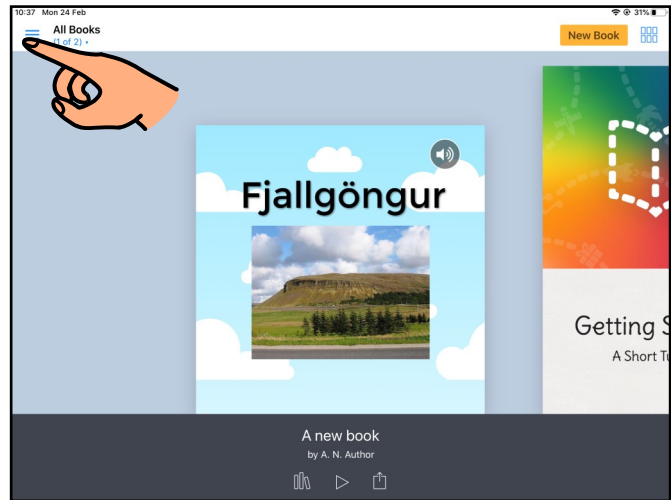 10:37 Mon 24 Feb
31%
All Books
(1 of 2)
New Book
Fjallgöngur
Getting S
A Short Tu
A new book
by A. N. Author